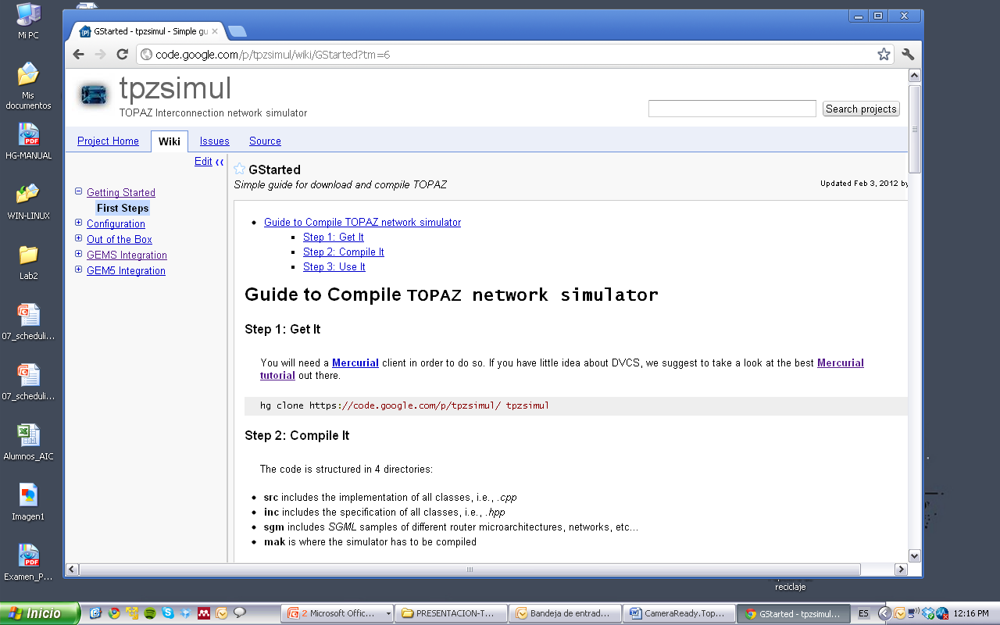 Mi PC
Mis
documentos
HG-MANUAL
WIN-LINUX
Lab2
07_scheduli...
07_scheduli...
Alumnos_AIC
Imagen1
Examen_P...
GStarted - tpzsimul - Simple gu
code.google.com/p/tpzsimul/wiki/GStarted?tm=6
tpzsimul
TOPAZ Interconnection network simulator
Search projects
Project Home Wiki Issues Source
Edit
Getting Started
First Steps
Configuration
Out of the Box
GEMS Integration
GEM5 Integration
GStarted
Simple guide for download and compile TOPAZ
Updated Feb 3, 2012 by
Guide to Compile TOPAZ network simulator
Step 1: Get It
Step 2: Compile It
Step 3: Use It
Guide to Compile TOPAZ network simulator
Step 1: Get It
You will need a Mercurial client in order to do so. If you have little idea about DVCS, we suggest to take a look at the best Mercurial
tutorial out there.
hg clone https://code.google.com/p/tpzsimul/ tpzsimul
Step 2: Compile It
The code is structured in 4 directories:
src includes the implementation of all classes, i.e., .cpp
inc includes the specification of all classes, i.e., .hpp
sgm includes SGML samples of different router microarchitectures, networks, etc...
mak is where the simulator has to be compiled
reciclaje
Inicio
2 Microsoft Offic...
PRESENTACION-T...
Bandeja de entrad...
CameraReady.Top...
GStarted - tpzsimul...
ES
12:16 PM